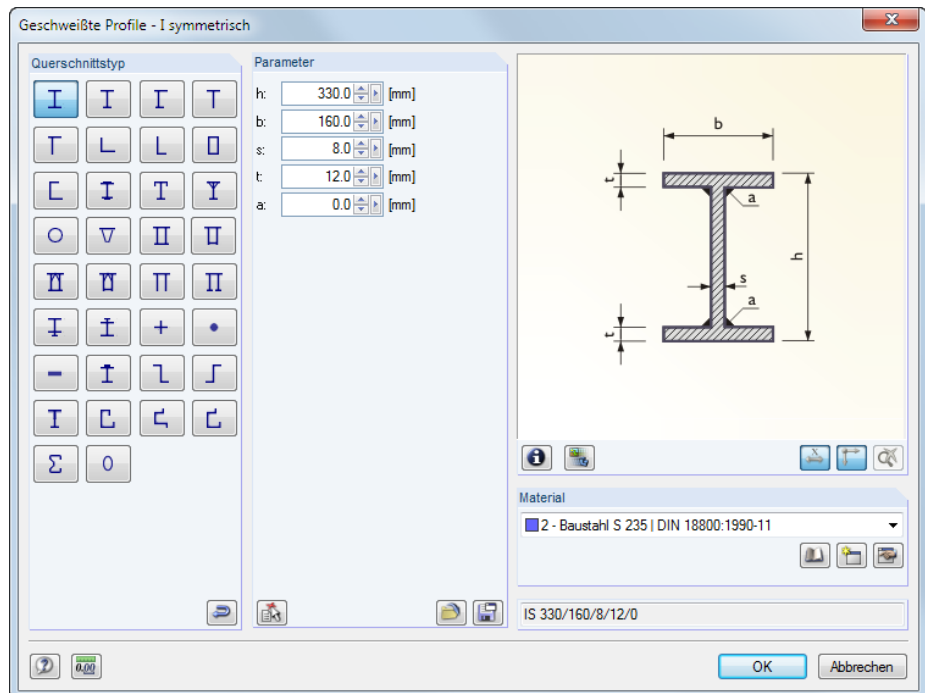 Geschweißte Profile - I symmetrisch
Querschnittstyp
Parameter
h: 330.0 [mm]
b: 160.0 [mm]
s: 8.0 [mm]
t: 12.0 [mm]
a: 0.0 [mm]
b
t
a
h
s
a
t
x
Material
2 - Baustahl S 235 | DIN 18800:1990-11
IS 330/160/8/12/0
0.00
OK
Abbrechen